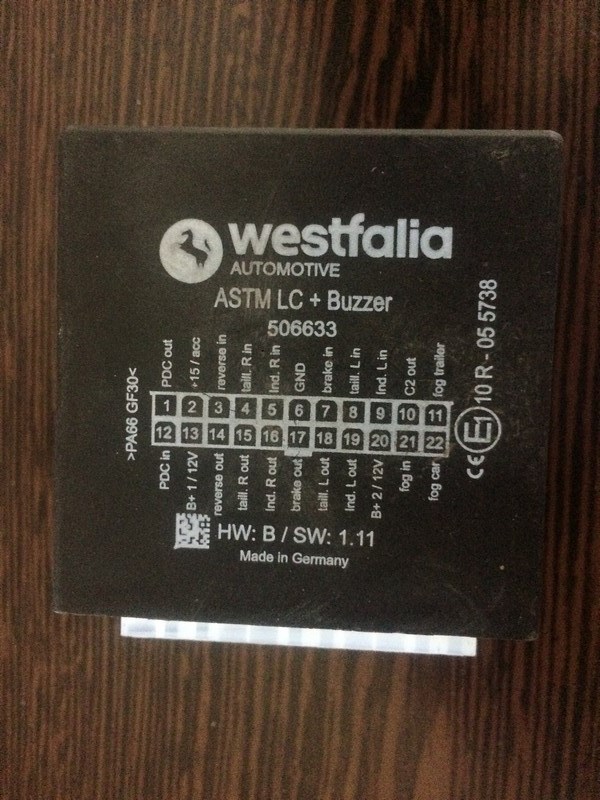 westfalia
AUTOMOTIVE
ASTM LC + Buzzer
506633
PDC out
+15 / acc
reverse in
taill. R in
Ind. R in
GND
brake in
taill. L in
Ind. L in
C2 out
fog trailer
1 2 3 4 5 6 7 8 9 10 11
12 13 14 15 16 17 18 19 20 21 22
PDC in
B+ 1 / 12V
reverse out
taill. R out
Ind. R out
brake out
taill. L out
Ind. L out
B+ 2 / 12V
fog in
fog car
>PA66 GF30<
10 R - 05 5738
E1
CE
HW: B / SW: 1.11
Made in Germany